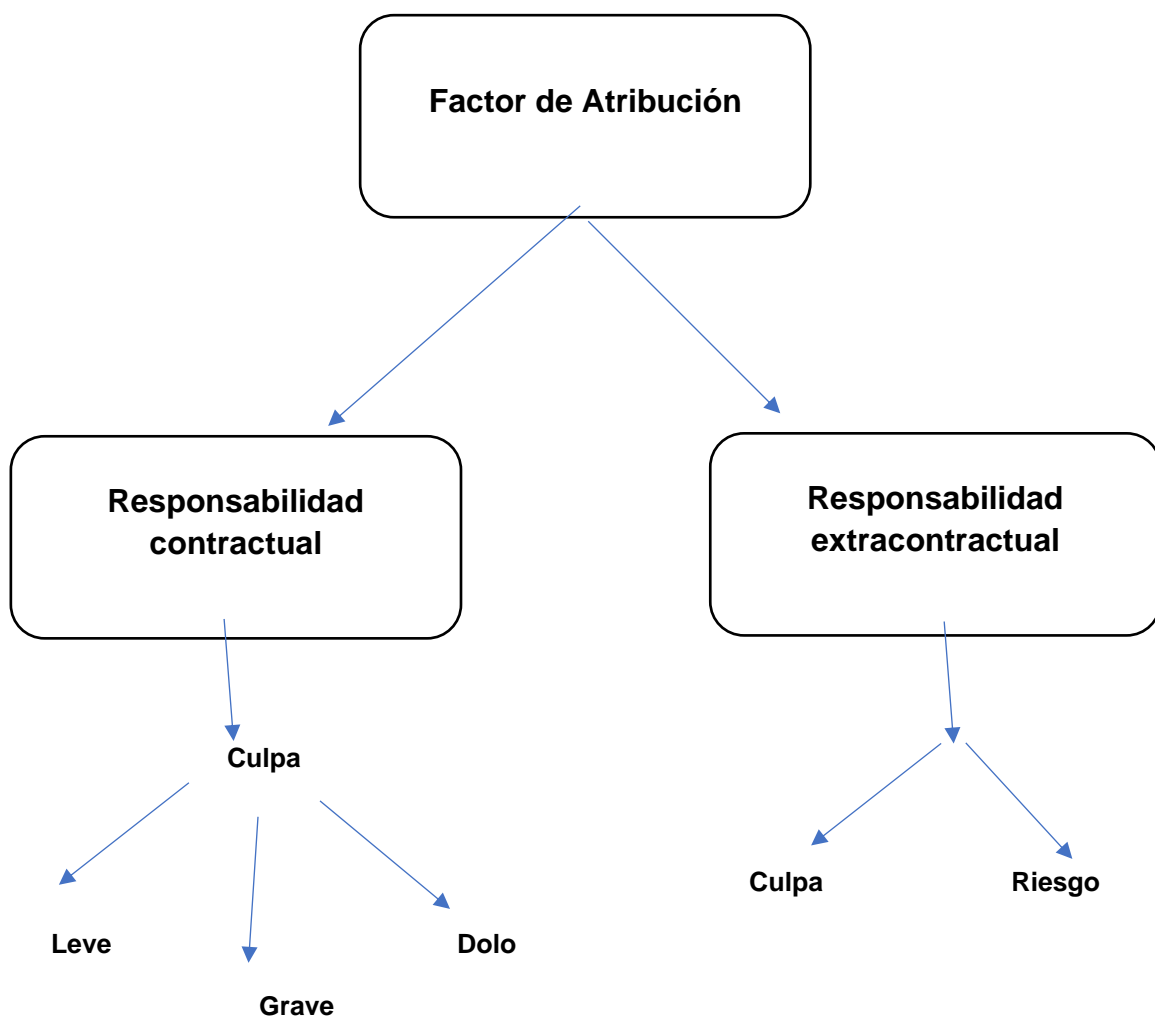 Factor de Atribución
Responsabilidad
contractual
Responsabilidad
extracontractual
Culpa
Leve
Grave
Dolo
Culpa
Riesgo